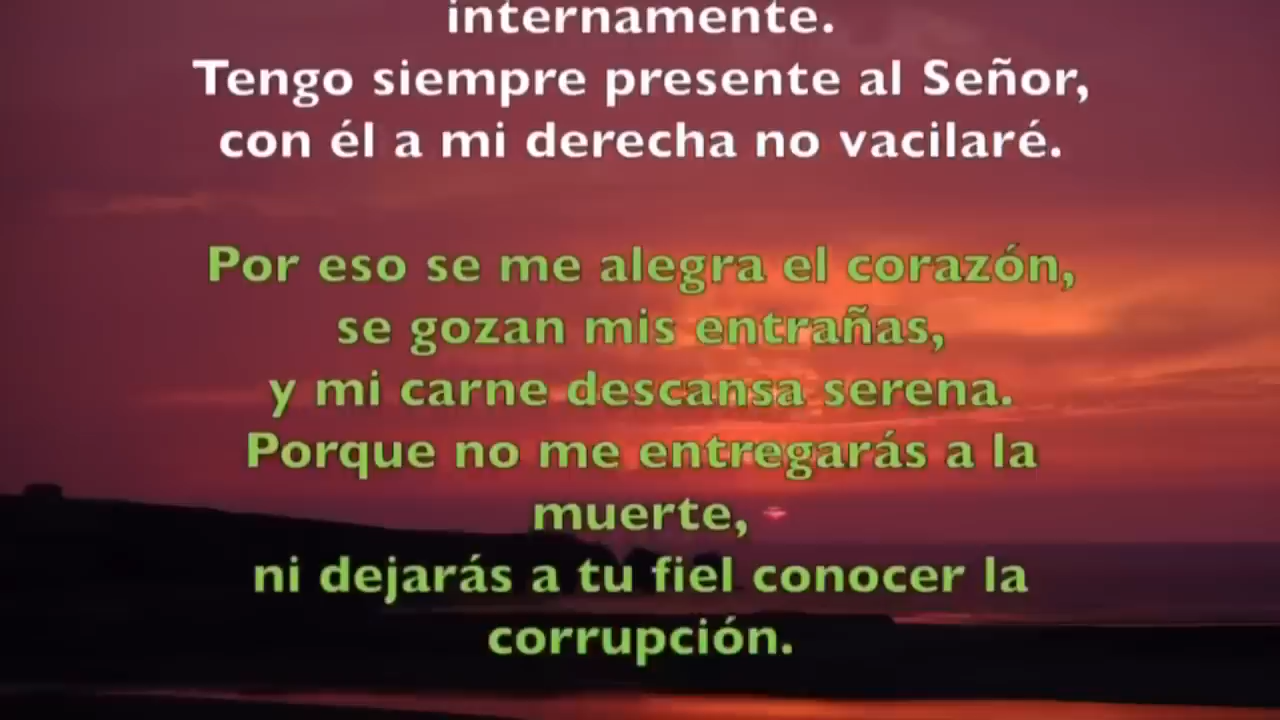 internamente.
Tengo siempre presente al Señor,
con él a mi derecha no vacilaré.
Por eso se me alegra el corazón,
se gozan mis entrañas,
y mi carne descansa serena.
Porque no me entregarás a la
muerte,
ni dejarás a tu fiel conocer la
corrupción.